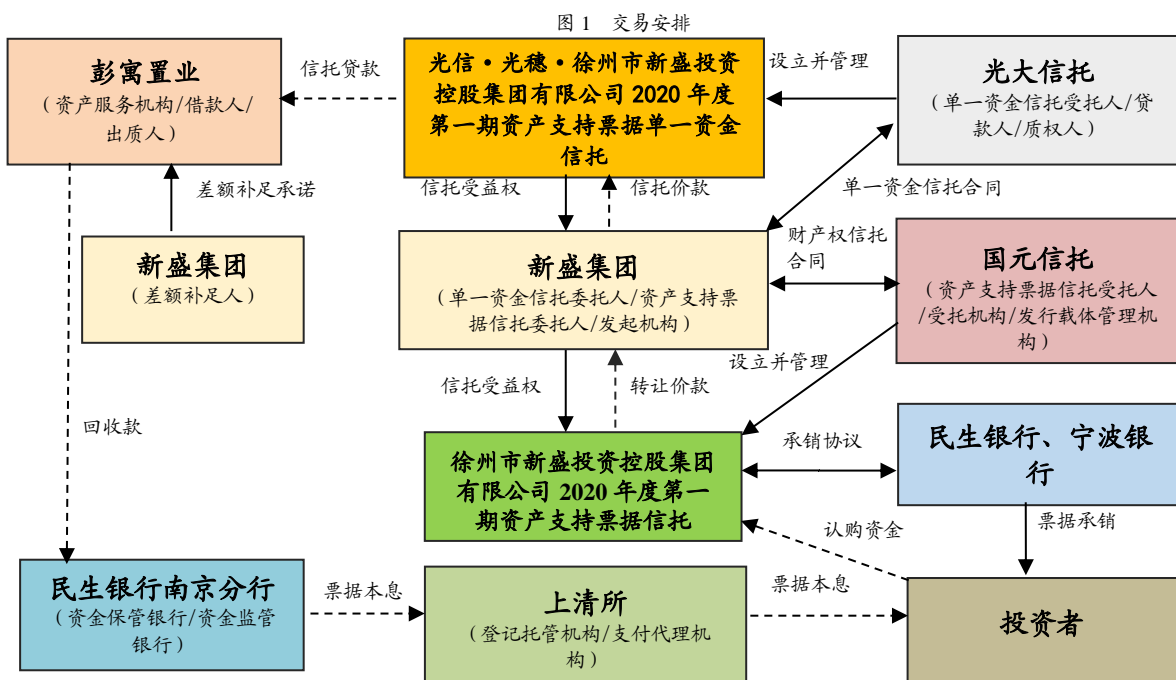 图 1 交易安排
彭寓置业
（资产服务机构/借款人/
出质人）
信托贷款
光信·光穗·徐州市新盛投资
控股集团有限公司 2020 年度
第一期资产支持票据单一资金
信托
设立并管理
光大信托
（单一资金信托受托人/贷
款人/质权人）
差额补足承诺
信托受益权
信托价款
单一资金信托合同
新盛集团
（差额补足人）
新盛集团
（单一资金信托委托人/资产支持票
据信托委托人/发起机构）
财产权信托
合同
国元信托
（资产支持票据信托受托人
/受托机构/发行载体管理机
构）
设立并管理
信托受益权
转让价款
回收款
徐州市新盛投资控股集团
有限公司 2020 年度第一
期资产支持票据信托
承销协议
民生银行、宁波银
行
认购资金
票据承销
民生银行南京分行
（资金保管银行/资金监管
银行）
票据本息
上清所
（登记托管机构/支付代理机
构）
票据本息
投资者